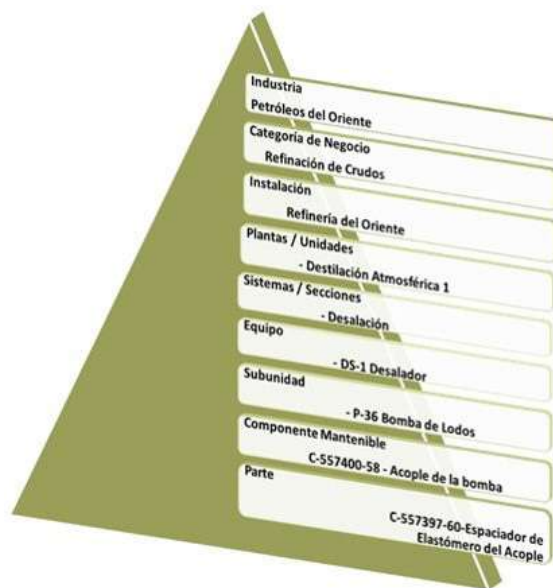 Industria
Petróleos del Oriente
Categoría de Negocio
Refinación de Crudos
Instalación
Refinería del Oriente
Plantas / Unidades
- Destilación Atmosférica 1
Sistemas / Secciones
- Desalación
Equipo
- DS-1 Desalador
Subunidad
- P-36 Bomba de Lodos
Componente Mantenible
C-557400-58 - Acople de la bomba
Parte
C-557397-60-Espaciador de
Elastómero del Acople